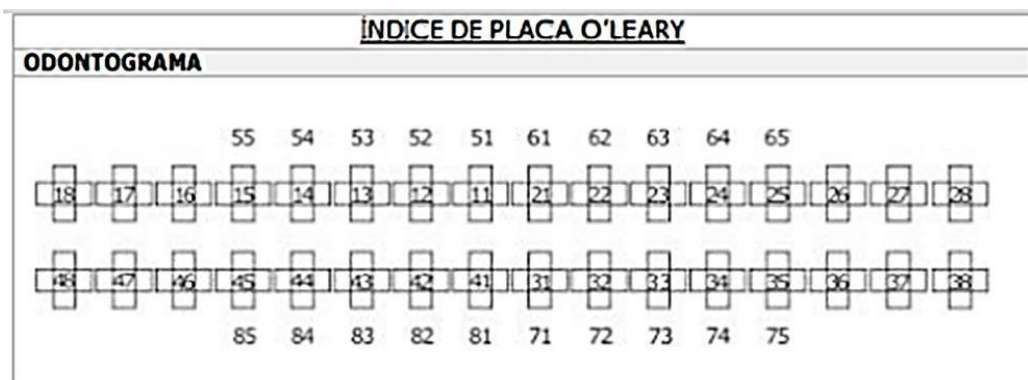 ÍNDICE DE PLACA O'LEARY
ODONTOGRAMA
55 54 53 52 51 61 62 63 64 65
18 17 16 15 14 13 12 11 21 22 23 24 25 26 27 28
48 47 46 45 44 43 42 41 31 32 33 34 35 36 37 38
85 84 83 82 81 71 72 73 74 75